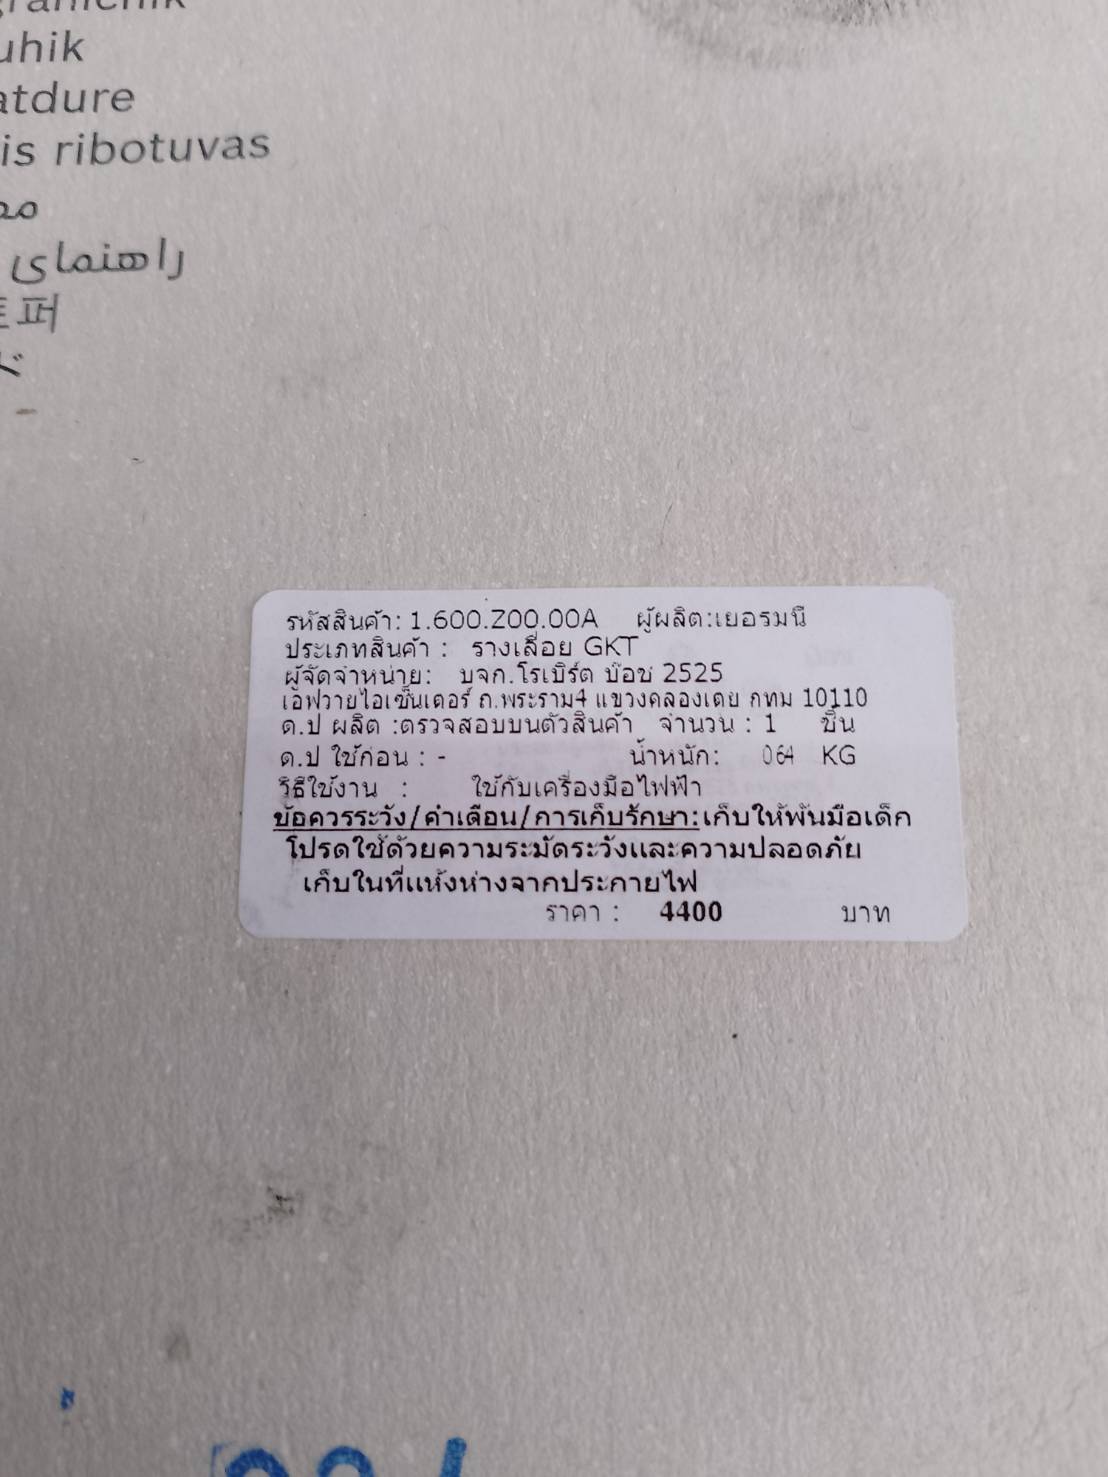 uhik
atdure
is ribotuvas
راهنمای
트퍼
รหัสสินค้า: 1.600.Z00.00A ผู้ผลิต:เยอรมนี
ประเภทสินค้า : รางเลื่อย GKT
ผู้จัดจำหน่าย: บจก.โรเบิร์ต บ๊อช 2525
เอฟวายไอเซ็นเตอร์ ถ.พระราม4 แขวงคลองเตย กทม 10110
ด.ป ผลิต :ตรวจสอบบนตัวสินค้า จำนวน : 1 ชิ้น
ด.ป ใช้ก่อน : - น้ำหนัก: 064 KG
วิธีใช้งาน : ใช้กับเครื่องมือไฟฟ้า
ข้อควรระวัง/คำเตือน/การเก็บรักษา:เก็บให้พ้นมือเด็ก
โปรดใช้ด้วยความระมัดระวังและความปลอดภัย
เก็บในที่แห้งห่างจากประกายไฟ
ราคา : 4400 บาท